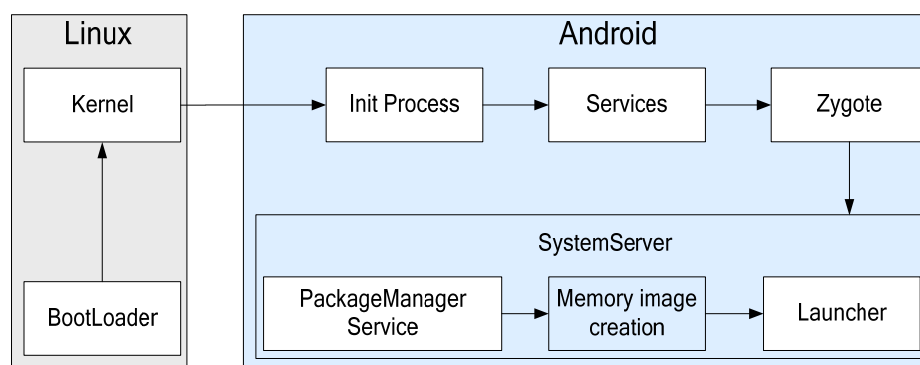 Linux
Android
Kernel
Init Process
Services
Zygote
SystemServer
BootLoader
PackageManager
Service
Memory image
creation
Launcher